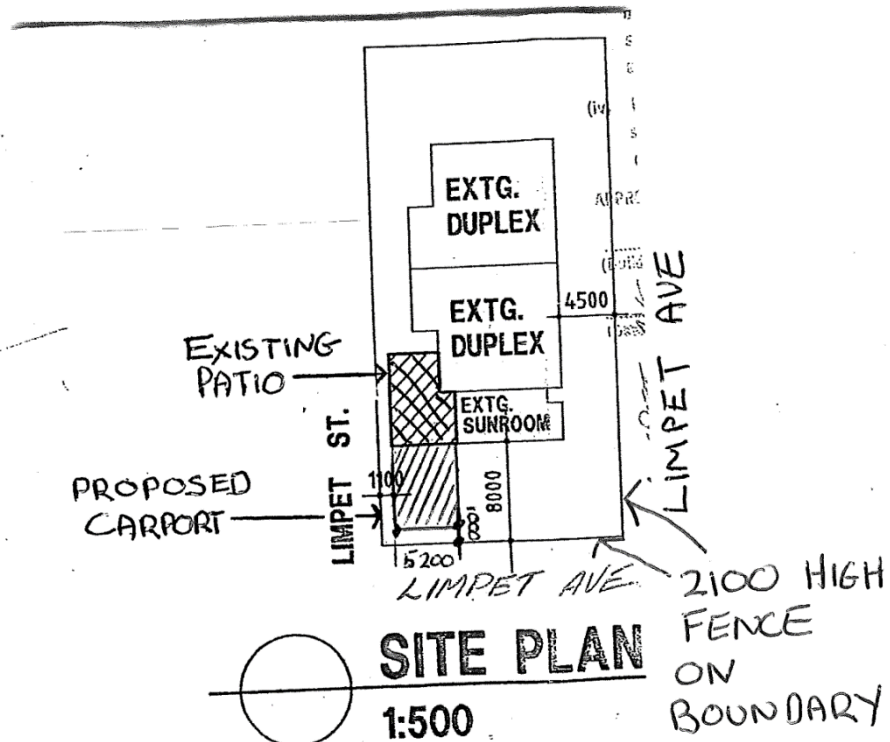 (iv)
EXTG.
DUPLEX
EXTG.
DUPLEX
4500
LIMPET AVE
EXISTING
PATIO
EXTG.
SUNROOM
LIMPET ST.
1100
8000
PROPOSED
CARPORT
5200
LIMPET AVE
2100 HIGH
FENCE
ON
BOUNDARY
SITE PLAN
1:500